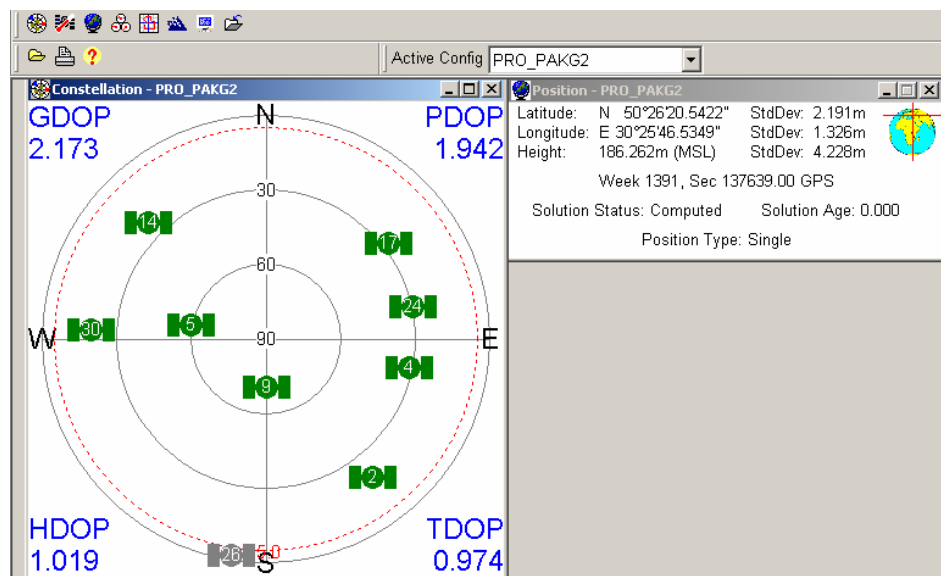 Active Config PRO_PAKG2
Constellation - PRO_PAKG2
GDOP
2.173
N
PDOP
1.942
30
14
17
60
24
5
30
W
90
E
4
9
2
HDOP
1.019
26
5.0
S
TDOP
0.974
Position - PRO_PAKG2
Latitude: N 50°26'20.5422" StdDev: 2.191m
Longitude: E 30°25'46.5349" StdDev: 1.326m
Height: 186.262m (MSL) StdDev: 4.228m
Week 1391, Sec 137639.00 GPS
Solution Status: Computed Solution Age: 0.000
Position Type: Single